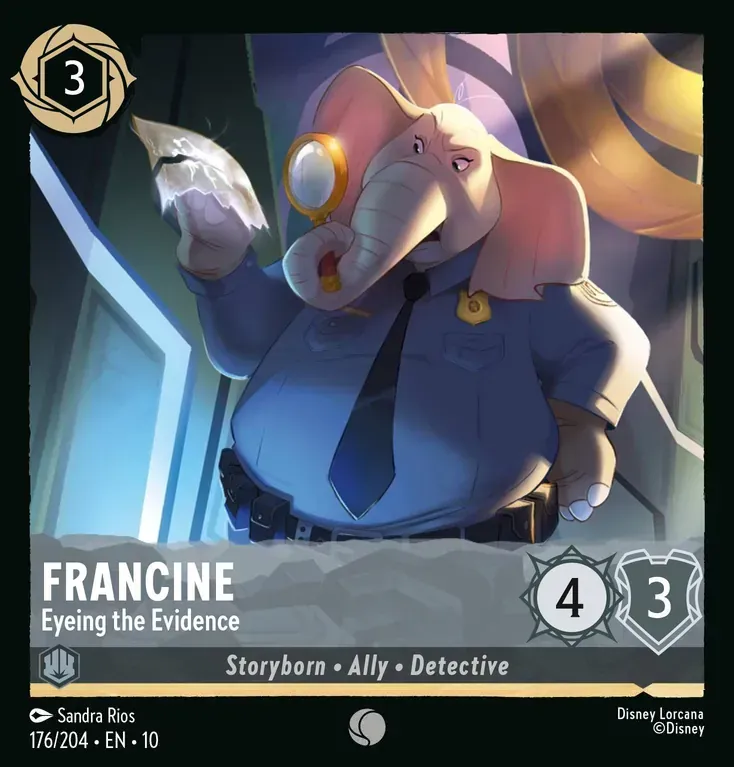 3
FRANCINE
Eyeing the Evidence
4
3
Storyborn • Ally • Detective
Sandra Rios
176/204 • EN • 10
Disney Lorcana
©Disney